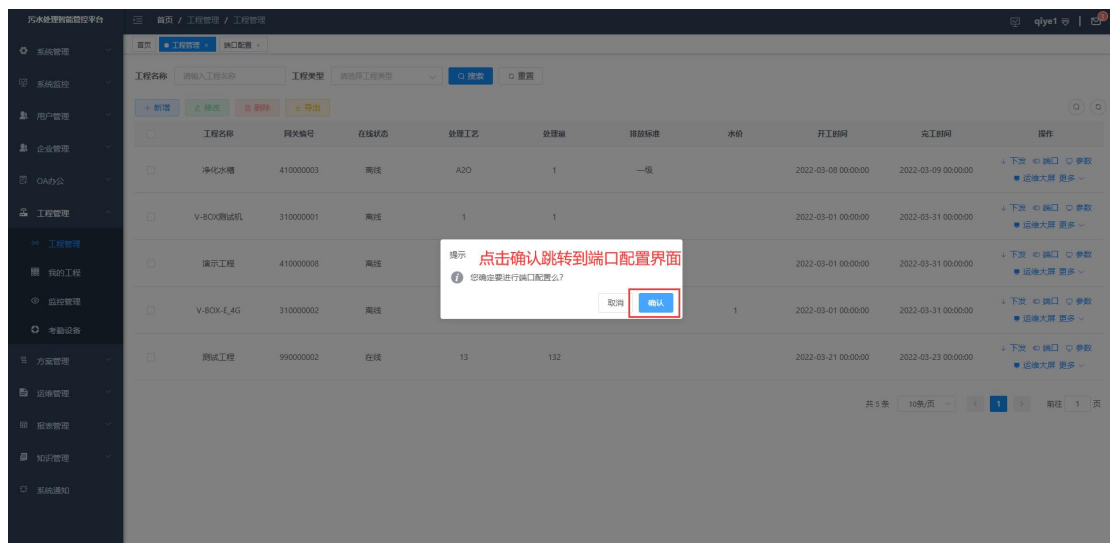 污水处理智能管控平台
首页 / 工程管理 / 工程管理
qiye1
系统管理
系统监控
用户管理
企业管理
OA办公
工程管理
工程管理
我的工程
监控管理
考勤设备
方案管理
运维管理
报表管理
知识管理
系统通知
首页 工程管理 × 端口配置 ×
工程名称 请输入工程名称 工程类型 请选择工程类型 搜索 重置
+ 新增 修改 删除 导出
工程名称 网关编号 在线状态 处理工艺 处理量 排放标准 水价 开工时间 完工时间 操作
净化水槽 410000003 离线 A2O 1 一级 2022-03-08 00:00:00 2022-03-09 00:00:00 下发 端口 参数
运维大屏 更多
V-BOX测试机 310000001 离线 1 1 2022-03-01 00:00:00 2022-03-31 00:00:00 下发 端口 参数
运维大屏 更多
演示工程 410000008 离线 2022-03-01 00:00:00 2022-03-31 00:00:00 下发 端口 参数
运维大屏 更多
V-BOX-E_4G 310000002 离线 1 2022-03-01 00:00:00 2022-03-31 00:00:00 下发 端口 参数
运维大屏 更多
测试工程 990000002 在线 13 132 2022-03-21 00:00:00 2022-03-23 00:00:00 下发 端口 参数
运维大屏 更多
提示 点击确认跳转到端口配置界面
您确定要进行端口配置么?
取消 确认
共 5 条 10条/页 < 1 > 前往 1 页